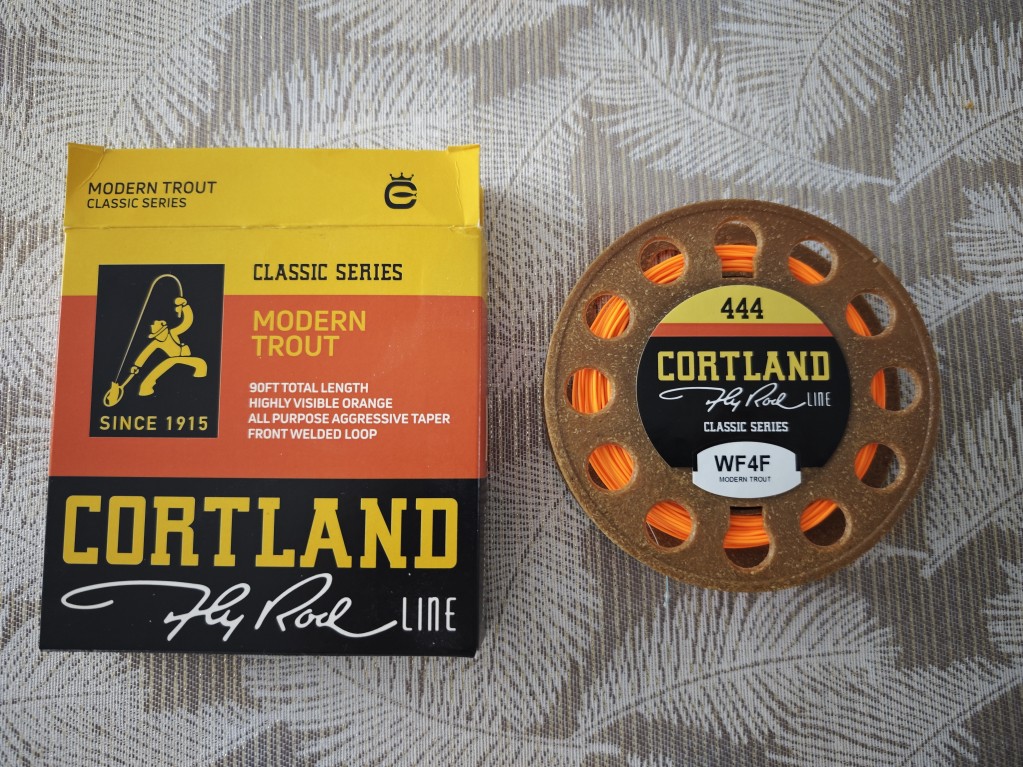 MODERN TROUT
CLASSIC SERIES
CLASSIC SERIES
MODERN
TROUT
90FT TOTAL LENGTH
HIGHLY VISIBLE ORANGE
ALL PURPOSE AGGRESSIVE TAPER
FRONT WELDED LOOP
SINCE 1915
CORTLAND
Fly Rod LINE
444
CORTLAND
Fly Rod LINE
CLASSIC SERIES
WF4F
MODERN TROUT